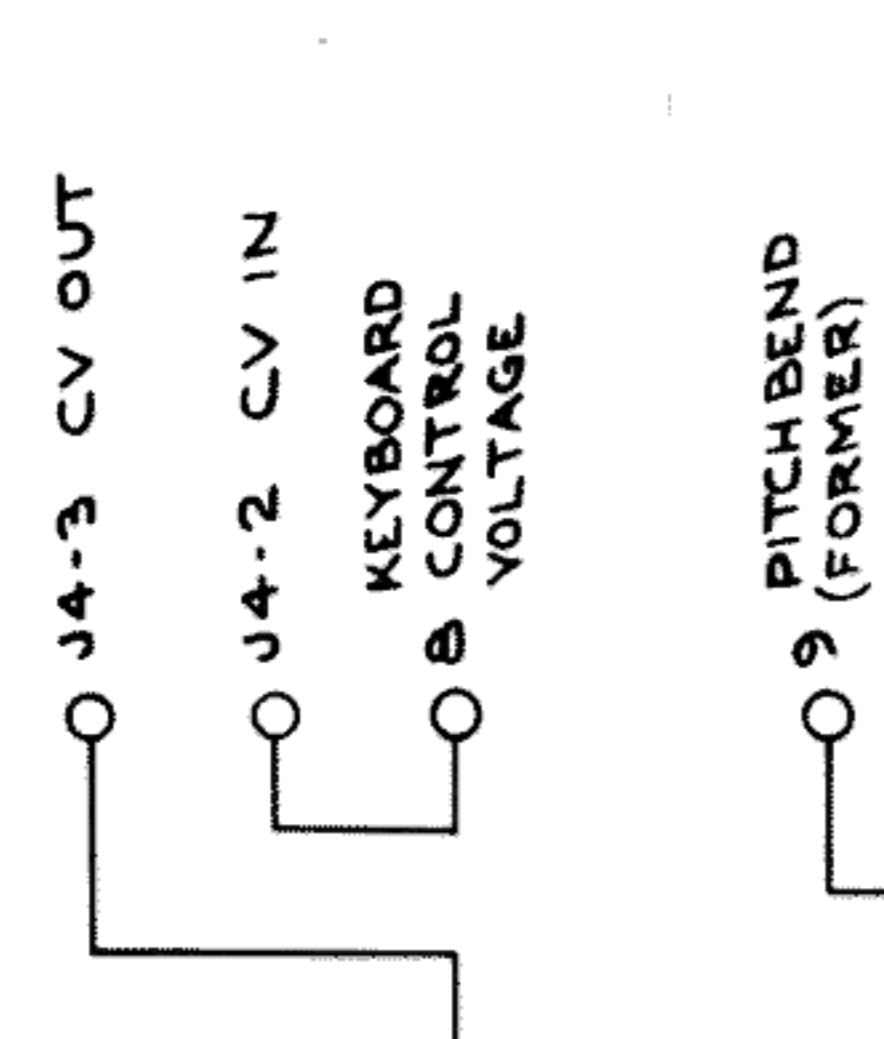 J4-3 CV OUT
J4-2 CV IN
KEYBOARD
8 CONTROL
VOLTAGE
PITCH BEND
9 (FORMER)